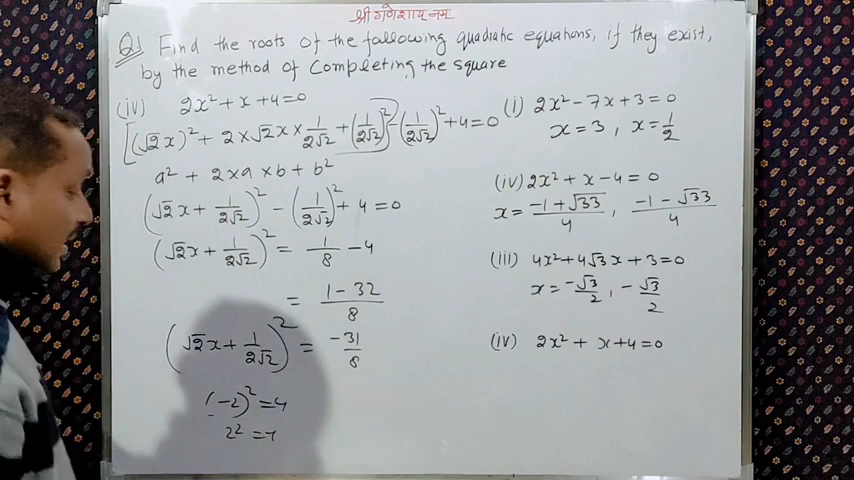 श्री गणेशाय नमः
Q1 Find the roots of the following quadratic equations, if they exist,
by the method of Completing the square
(iv) 2x² + x + 4 = 0
[(√2x)² + 2 × √2x × 1/2√2 + (1/2√2)² - (1/2√2)² + 4 = 0
a² + 2 × a × b + b²
(√2x + 1/2√2)² - (1/2√2)² + 4 = 0
(√2x + 1/2√2)² = 1/8 - 4
= 1 - 32/8
(√2x + 1/2√2)² = -31/8
(-2)² = 4
2² =
(i) 2x² - 7x + 3 = 0
x = 3 , x = 1/2
(iv) 2x² + x - 4 = 0
x = -1 + √33/4 , -1 - √33/4
(iii) 4x² + 4√3x + 3 = 0
x = -√3/2 , -√3/2
(iv) 2x² + x + 4 = 0